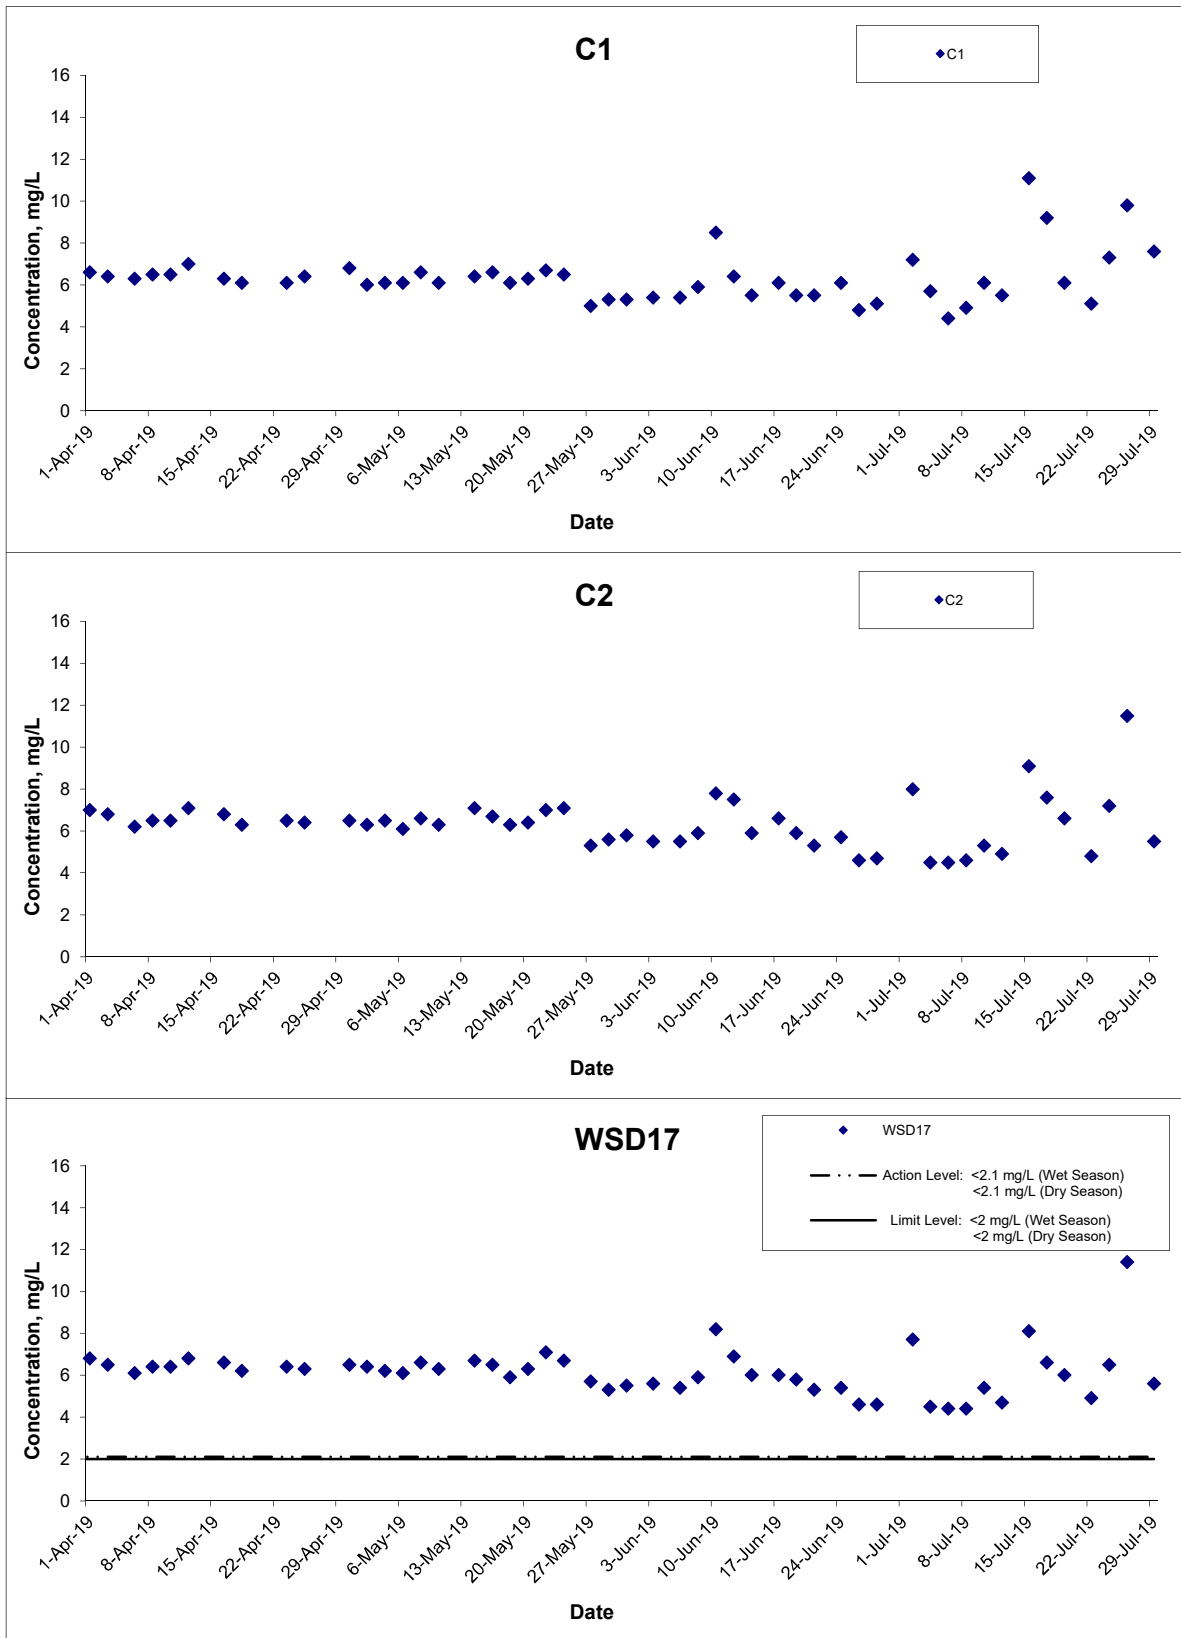 C1
C1
16
14
12
10
8
6
4
2
0
Concentration, mg/L
1-Apr-19
8-Apr-19
15-Apr-19
22-Apr-19
29-Apr-19
6-May-19
13-May-19
20-May-19
27-May-19
3-Jun-19
10-Jun-19
17-Jun-19
24-Jun-19
1-Jul-19
8-Jul-19
15-Jul-19
22-Jul-19
29-Jul-19
Date
C2
C2
16
14
12
10
8
6
4
2
0
Concentration, mg/L
1-Apr-19
8-Apr-19
15-Apr-19
22-Apr-19
29-Apr-19
6-May-19
13-May-19
20-May-19
27-May-19
3-Jun-19
10-Jun-19
17-Jun-19
24-Jun-19
1-Jul-19
8-Jul-19
15-Jul-19
22-Jul-19
29-Jul-19
Date
WSD17
WSD17
Action Level: <2.1 mg/L (Wet Season)
<2.1 mg/L (Dry Season)
Limit Level: <2 mg/L (Wet Season)
<2 mg/L (Dry Season)
16
14
12
10
8
6
4
2
0
Concentration, mg/L
1-Apr-19
8-Apr-19
15-Apr-19
22-Apr-19
29-Apr-19
6-May-19
13-May-19
20-May-19
27-May-19
3-Jun-19
10-Jun-19
17-Jun-19
24-Jun-19
1-Jul-19
8-Jul-19
15-Jul-19
22-Jul-19
29-Jul-19
Date